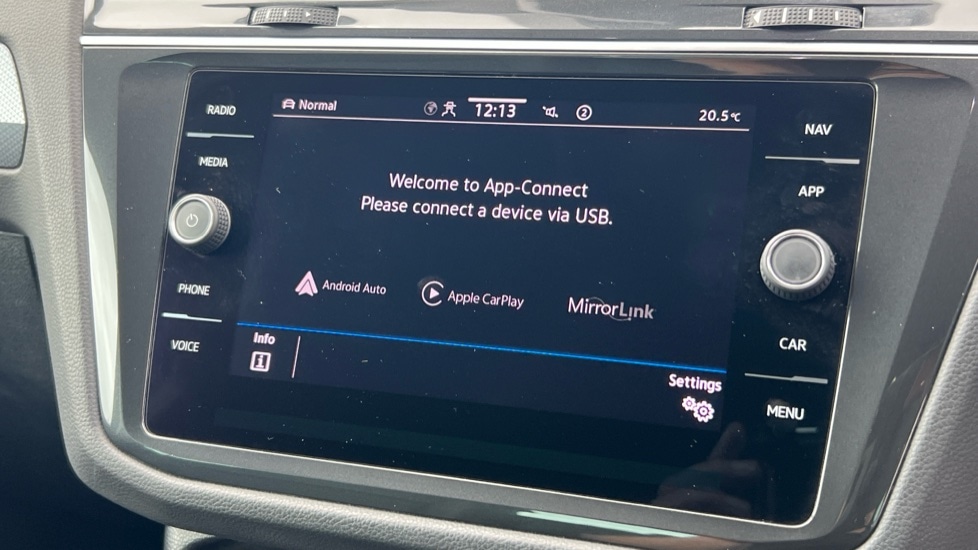 RADIO
MEDIA
PHONE
VOICE
Normal
12:13
2
20.5°C
Welcome to App-Connect
Please connect a device via USB.
Android Auto
Apple CarPlay
MirrorLink
Info
Settings
NAV
APP
CAR
MENU